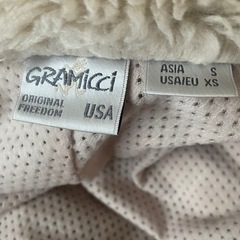 GRAMICCI
ORIGINAL
FREEDOM USA
ASIA S
USA/EU XS